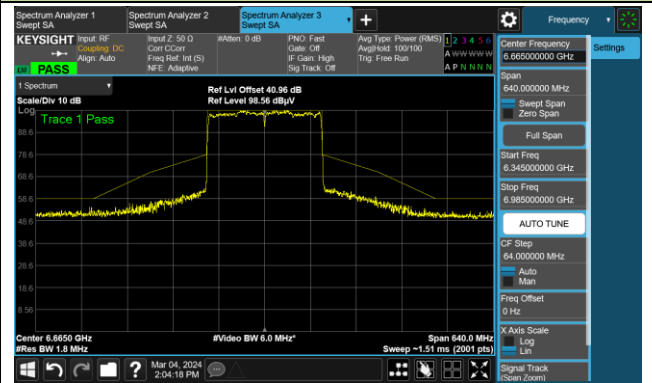 Spectrum Analyzer 1
Swept SA
Spectrum Analyzer 2
Swept SA
Spectrum Analyzer 3
Swept SA
Frequency
KEYSIGHT
Input: RF
Coupling: DC
Align: Auto
Input Z: 50 Ω
Corr CCorr
Freq Ref: Int (S)
NFE: Adaptive
#Atten: 0 dB
PNO: Fast
Gate: Off
IF Gain: High
Sig Track: Off
Avg Type: Power (RMS)
Avg|Hold: 100/100
Trig: Free Run
1 2 3 4 5 6
A W W W W W
A P N N N N
PASS
1 Spectrum
Scale/Div 10 dB
Ref Lvl Offset 40.96 dB
Ref Level 98.56 dBµV
Log
Trace 1 Pass
88.6
78.6
68.6
58.6
48.6
38.6
28.6
18.6
8.56
Center 6.6650 GHz
#Res BW 1.8 MHz
#Video BW 6.0 MHz*
Span 640.0 MHz
Sweep ~1.51 ms (2001 pts)
Center Frequency
6.665000000 GHz
Settings
Span
640.000000 MHz
Swept Span
Zero Span
Full Span
Start Freq
6.345000000 GHz
Stop Freq
6.985000000 GHz
AUTO TUNE
CF Step
64.000000 MHz
Auto
Man
Freq Offset
0 Hz
X Axis Scale
Log
Lin
Signal Track
(Span Zoom)
Mar 04, 2024
2:04:18 PM